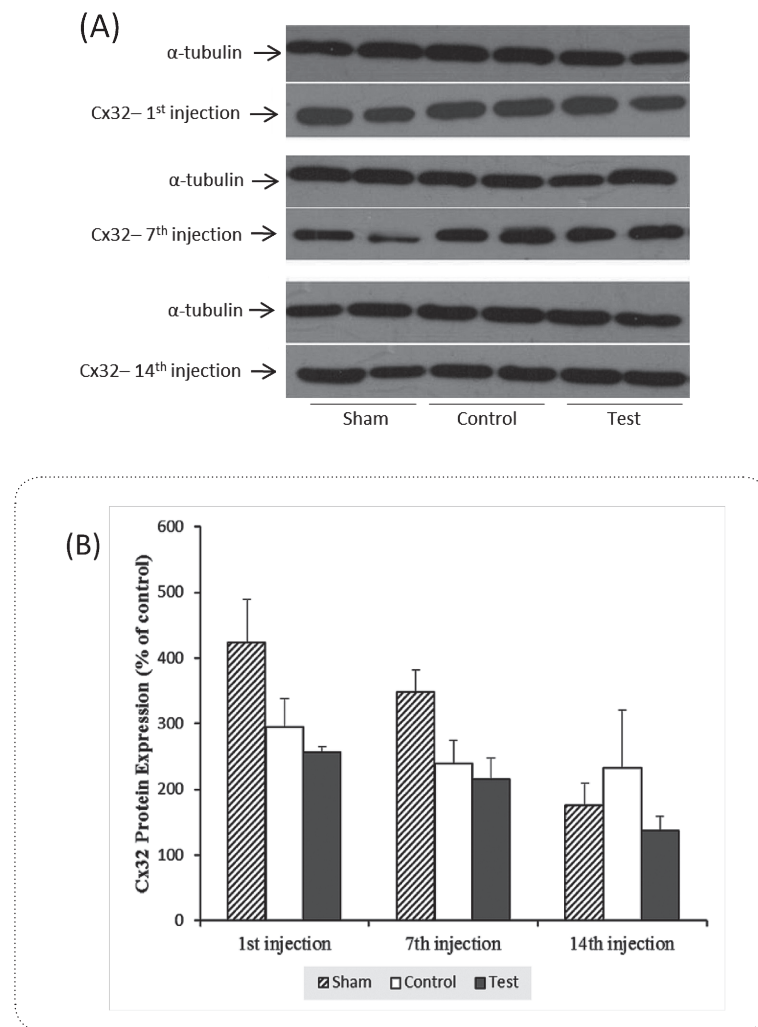 (A)
α-tubulin
Cx32– 1st injection
α-tubulin
Cx32– 7th injection
α-tubulin
Cx32– 14th injection
Sham Control Test
(B)
Cx32 Protein Expression (% of control)
600
500
400
300
200
100
0
1st injection 7th injection 14th injection
Sham Control Test